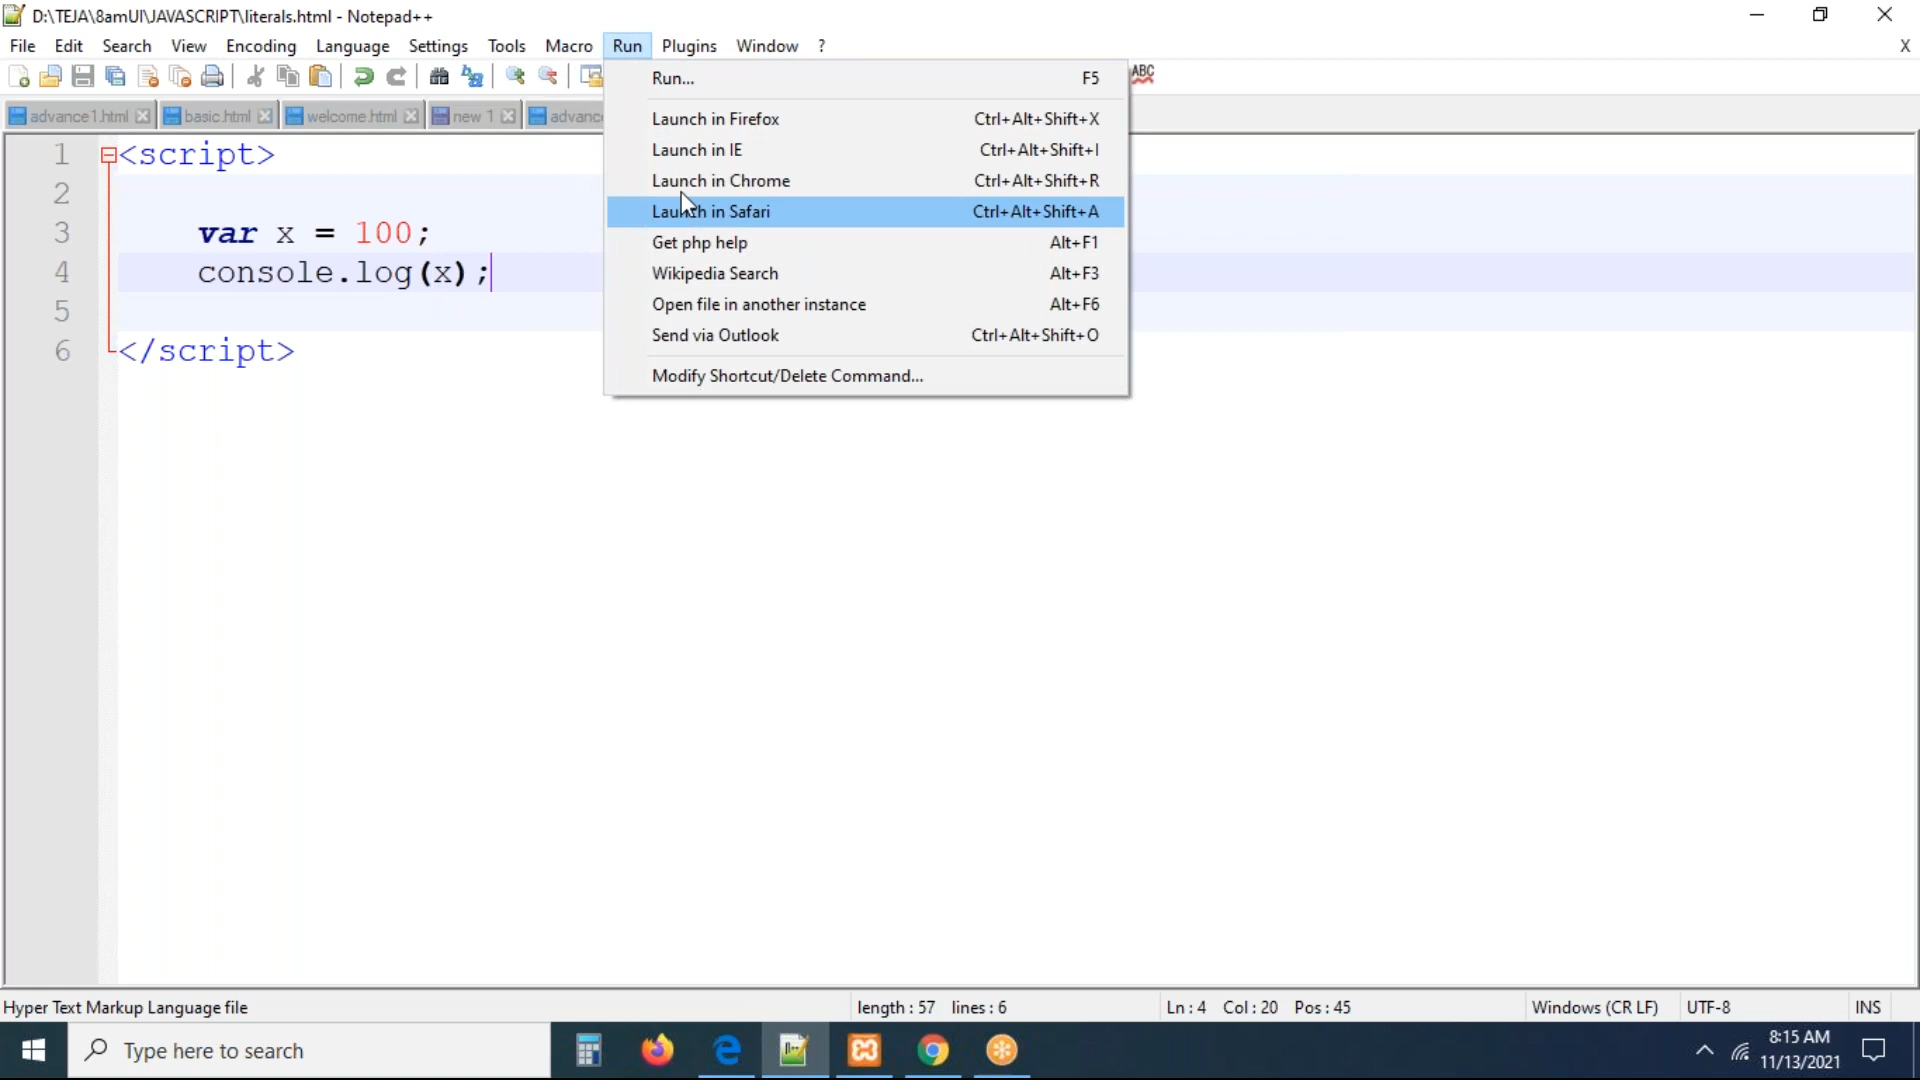 D:\TEJA\8amUI\JAVASCRIPT\literals.html - Notepad++
File Edit Search View Encoding Language Settings Tools Macro Run Plugins Window ? X
ABC
advance1.html basic.html welcome.html new 1 advanc
Run... F5
Launch in Firefox Ctrl+Alt+Shift+X
Launch in IE Ctrl+Alt+Shift+I
Launch in Chrome Ctrl+Alt+Shift+R
Launch in Safari Ctrl+Alt+Shift+A
Get php help Alt+F1
Wikipedia Search Alt+F3
Open file in another instance Alt+F6
Send via Outlook Ctrl+Alt+Shift+O
Modify Shortcut/Delete Command...
1 <script>
2
3 var x = 100;
4 console.log(x);
5
6 </script>
Hyper Text Markup Language file length : 57 lines : 6 Ln : 4 Col : 20 Pos : 45 Windows (CR LF) UTF-8 INS
Type here to search
8:15 AM
11/13/2021